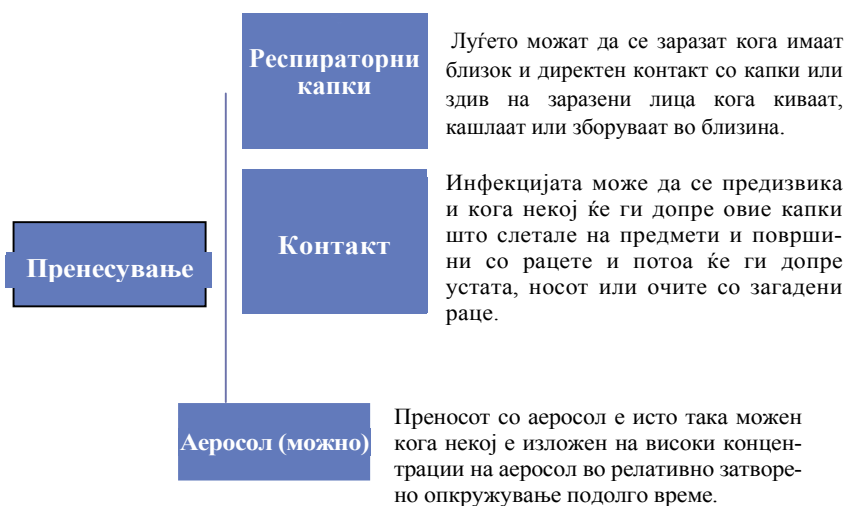 Пренесување
Респираторни
капки
Луѓето можат да се заразат кога имаат
близок и директен контакт со капки или
здив на заразени лица кога киваат,
кашлаат или зборуваат во близина.
Контакт
Инфекцијата може да се предизвика
и кога некој ќе ги допре овие капки
што слетале на предмети и површи-
ни со рацете и потоа ќе ги допре
устата, носот или очите со загадени
раце.
Аеросол (можно)
Преносот со аеросол е исто така можен
кога некој е изложен на високи концен-
трации на аеросол во релативно затворе-
но опкружување подолго време.